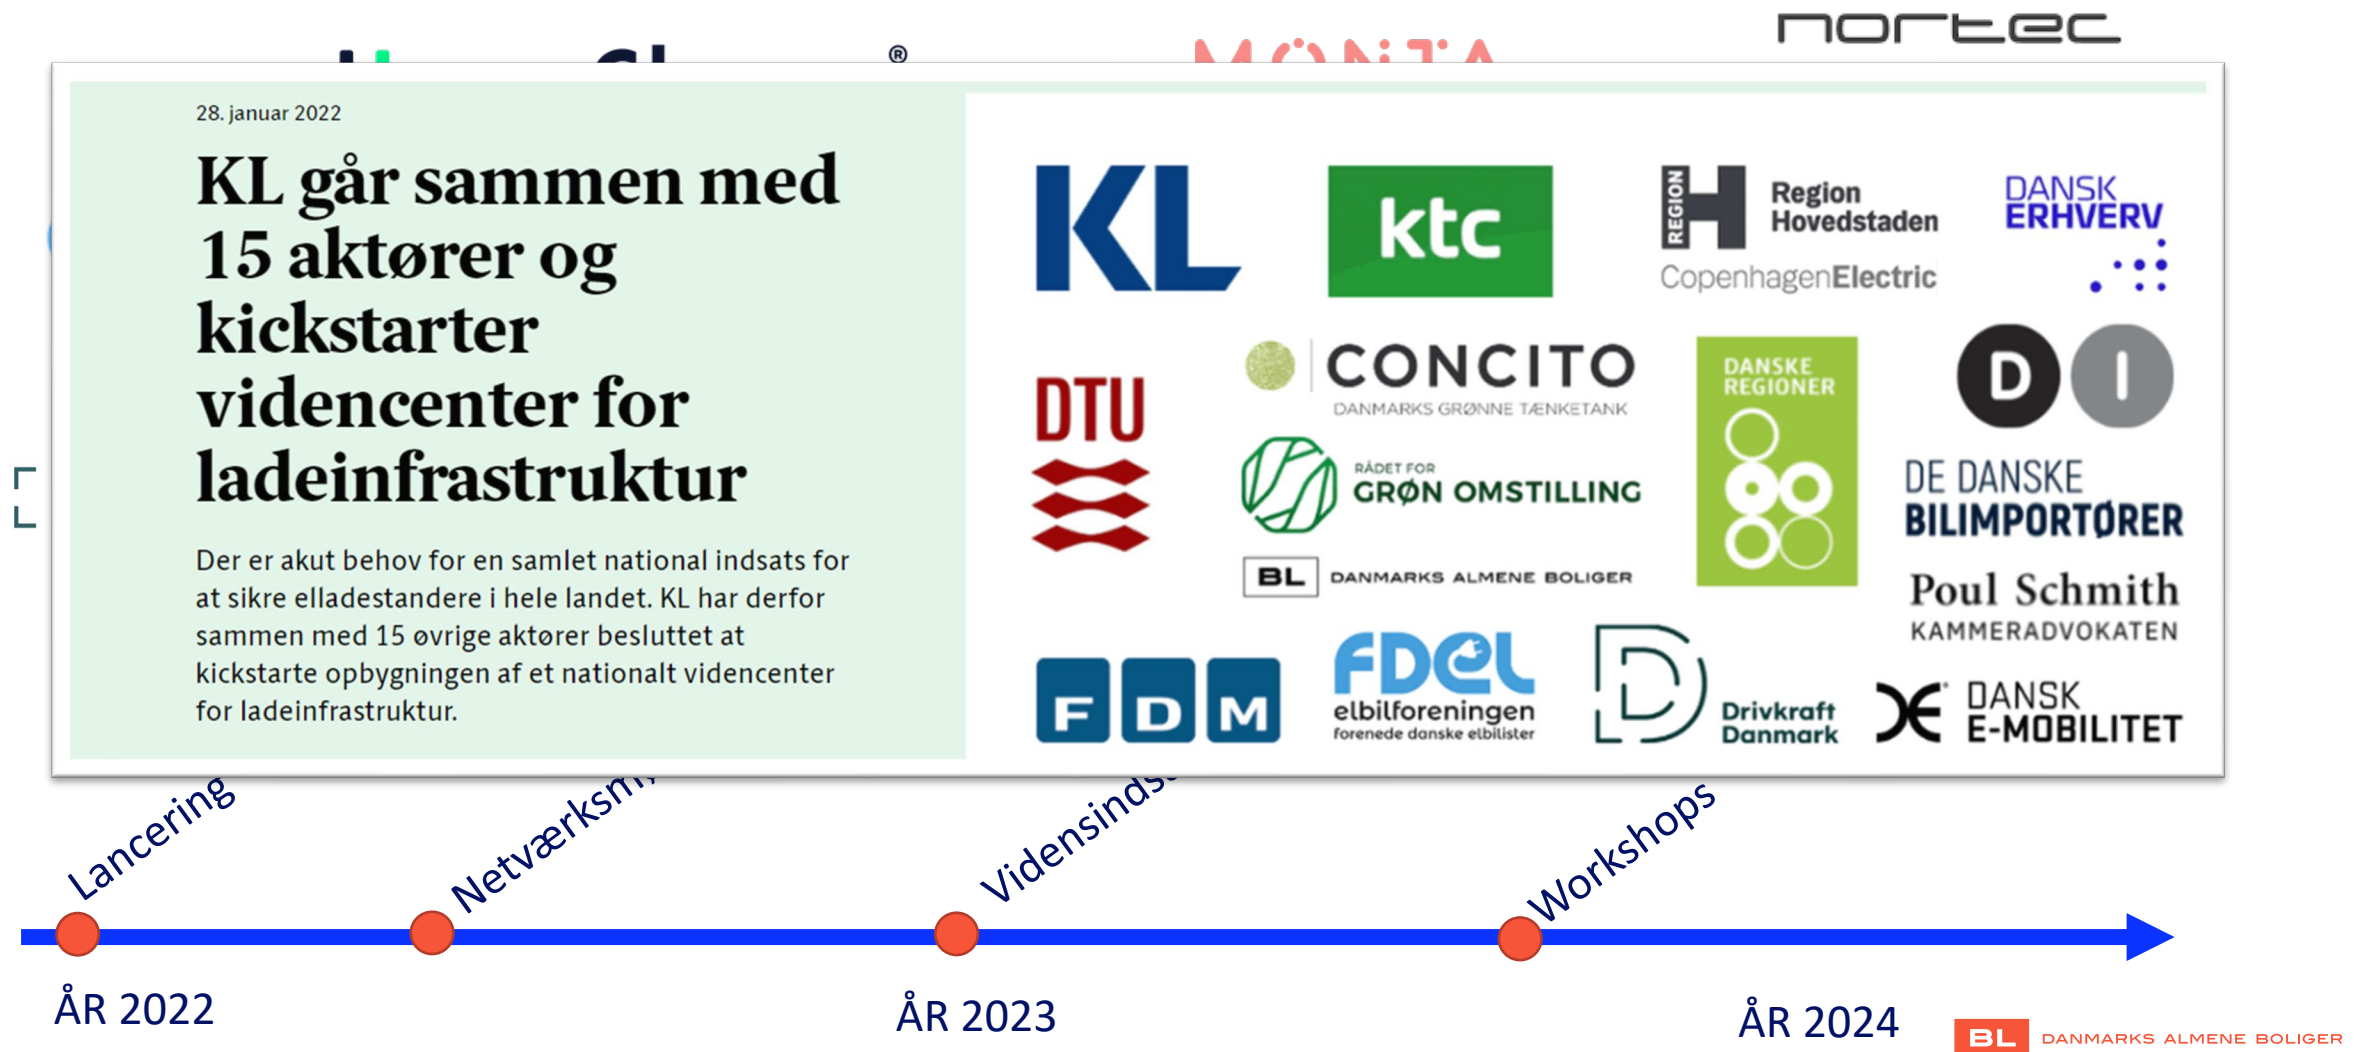 nortec
®
28. januar 2022
KL går sammen med
15 aktører og
kickstarter
videncenter for
ladeinfrastruktur
Der er akut behov for en samlet national indsats for
at sikre elladestandere i hele landet. KL har derfor
sammen med 15 øvrige aktører besluttet at
kickstarte opbygningen af et nationalt videncenter
for ladeinfrastruktur.
KL
ktc
REGION H
Region
Hovedstaden
CopenhagenElectric
DANSK
ERHVERV
DTU
CONCITO
DANMARKS GRØNNE TÆNKETANK
RÅDET FOR
GRØN OMSTILLING
BL DANMARKS ALMENE BOLIGER
DANSKE
REGIONER
D I
DE DANSKE
BILIMPORTØRER
Poul Schmith
KAMMERADVOKATEN
FDM
FDEL
elbilforeningen
forenede danske elbilister
Drivkraft
Danmark
DANSK
E-MOBILITET
Lancering
Workshops
ÅR 2022
ÅR 2023
ÅR 2024
BL DANMARKS ALMENE BOLIGER